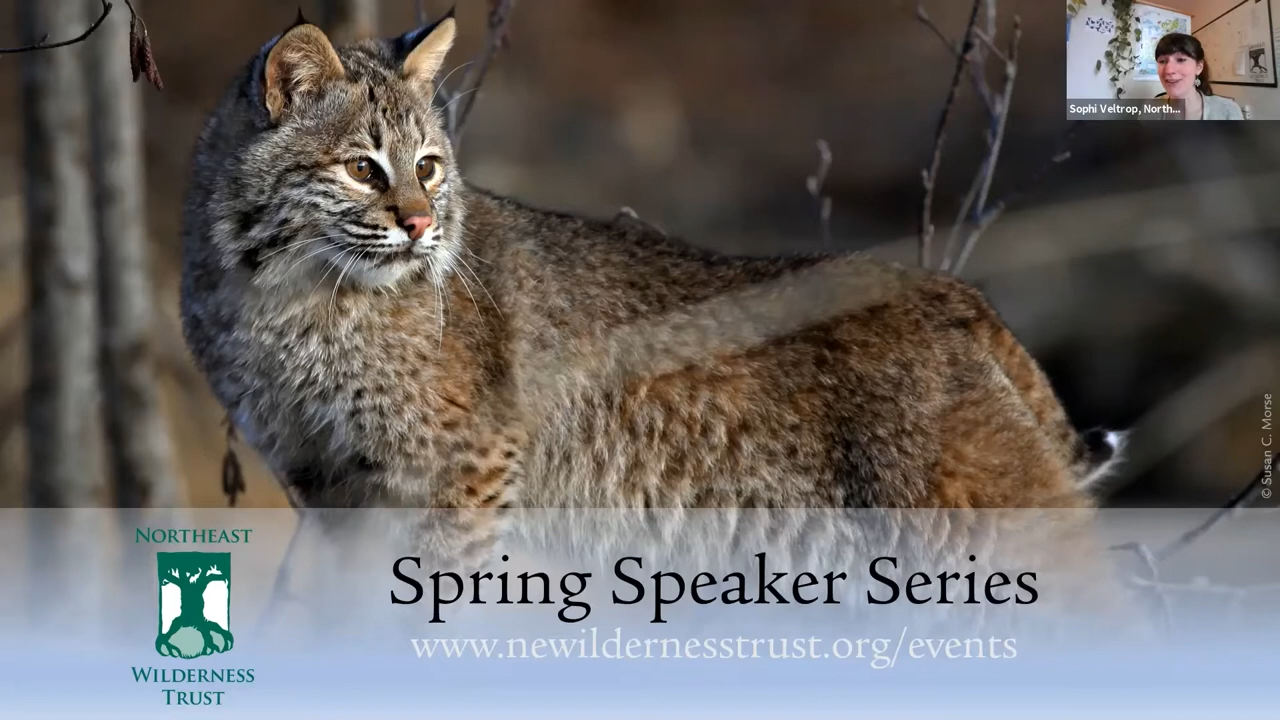 Sophi Veltrop, North...
© Susan C. Morse
NORTHEAST
WILDERNESS
TRUST
Spring Speaker Series
www.newildernesstrust.org/events